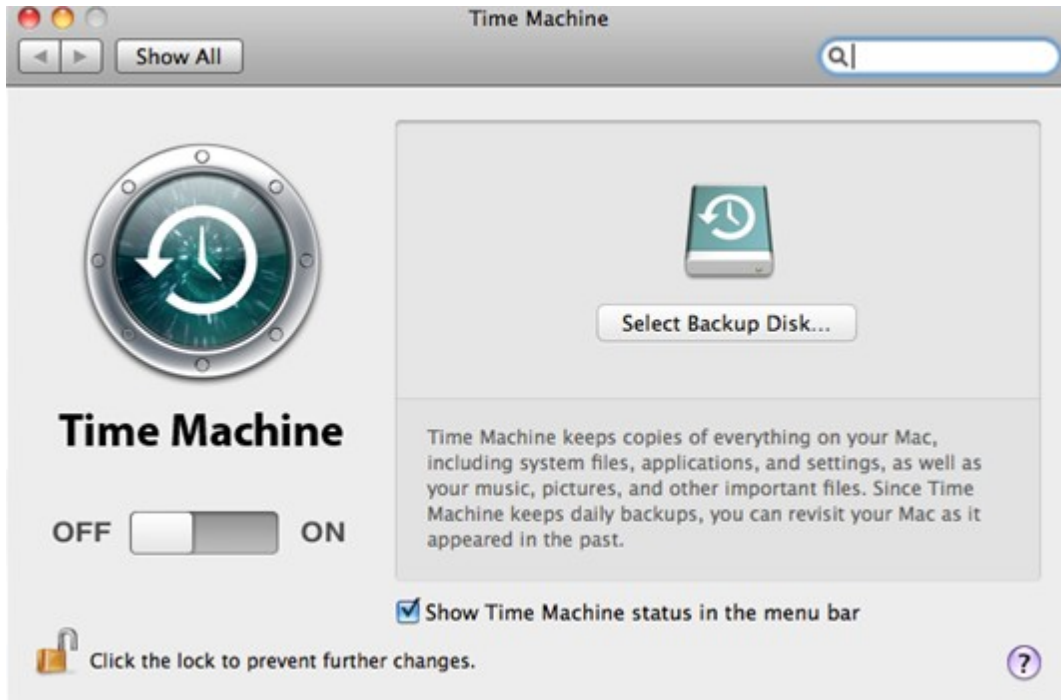 Time Machine
Show All
Select Backup Disk...
Time Machine
Time Machine keeps copies of everything on your Mac,
including system files, applications, and settings, as well as
your music, pictures, and other important files. Since Time
Machine keeps daily backups, you can revisit your Mac as it
appeared in the past.
OFF ON
Show Time Machine status in the menu bar
Click the lock to prevent further changes.
?